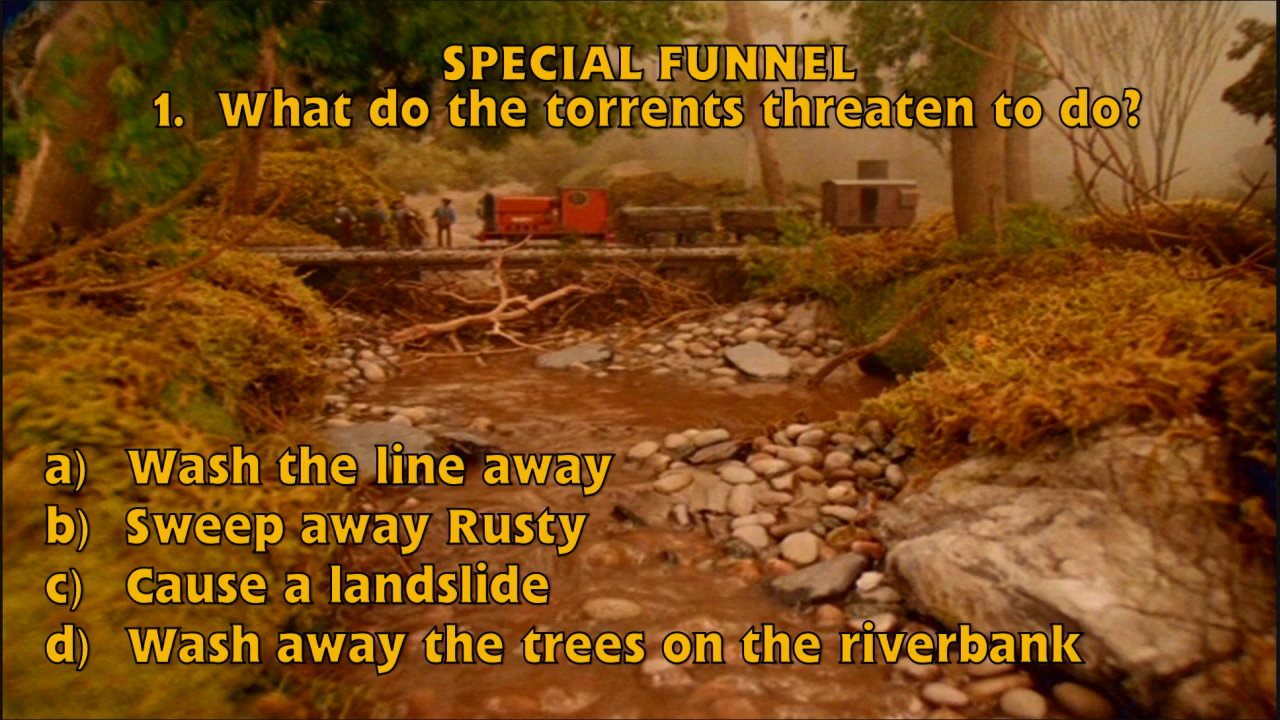 SPECIAL FUNNEL
1. What do the torrents threaten to do?
a) Wash the line away
b) Sweep away Rusty
c) Cause a landslide
d) Wash away the trees on the riverbank